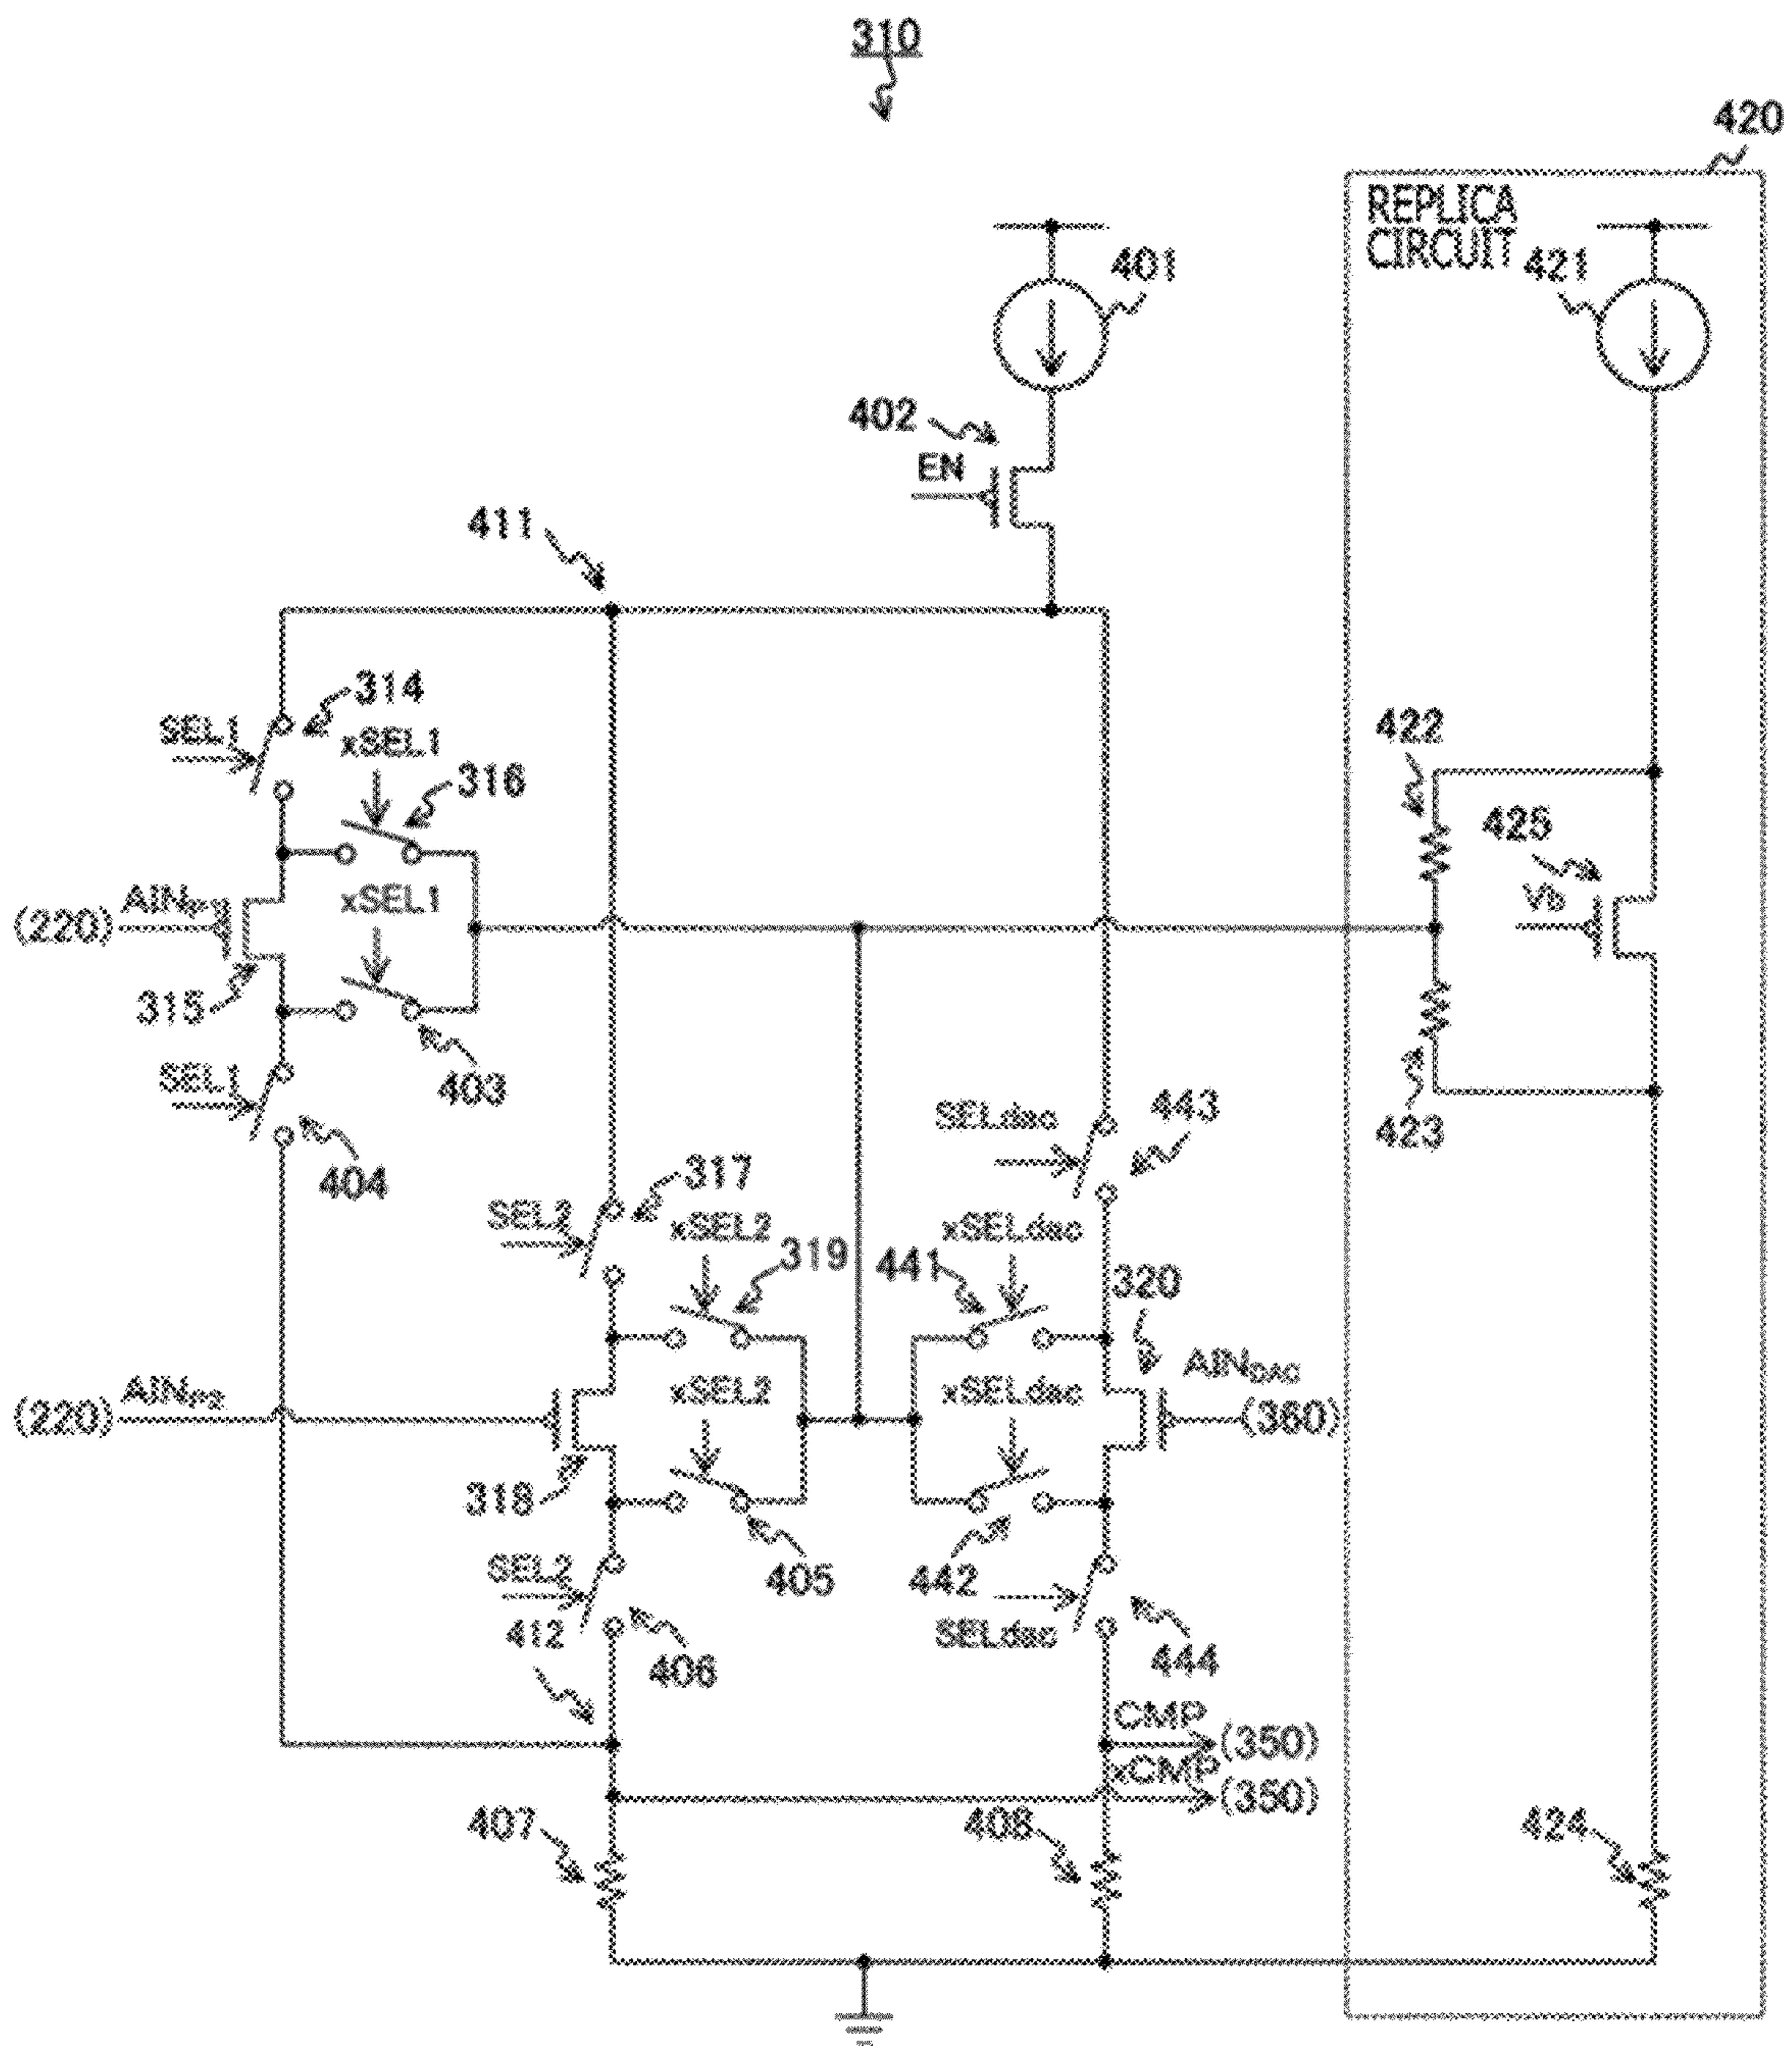 310
420
REPLICA
CIRCUIT
401
421
402
EN
411
314
SEL1
xSEL1
316
422
425
AINP1
xSEL1
Vb
(220)
315
SEL1
403
404
SELdac
443
423
317
SEL2
xSEL2
319
441
xSELdac
320
AINP2
xSEL2
xSELdac
AINDAC
(220)
(360)
318
SEL2
405
442
412
406
SELdac
444
CMP
(350)
xCMP
(350)
407
408
424